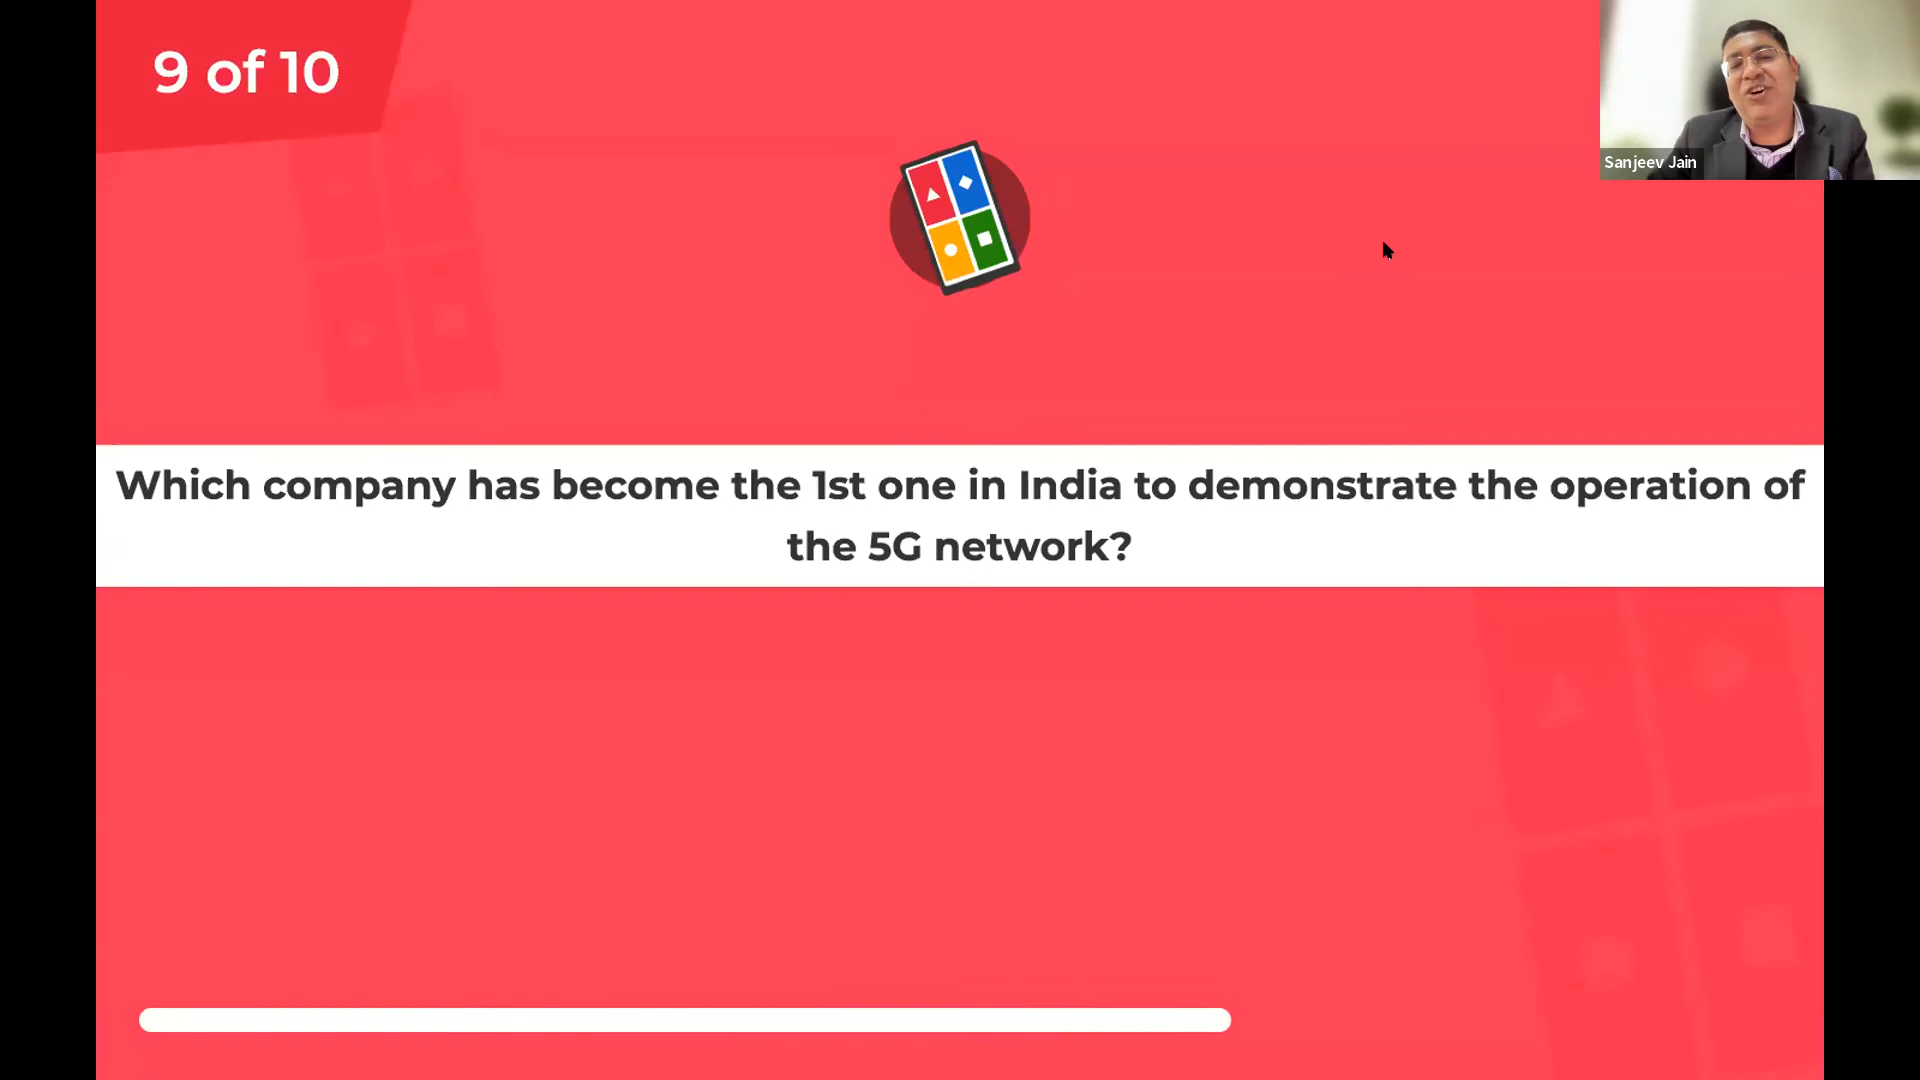 9 of 10
Sanjeev Jain
Which company has become the 1st one in India to demonstrate the operation of
the 5G network?